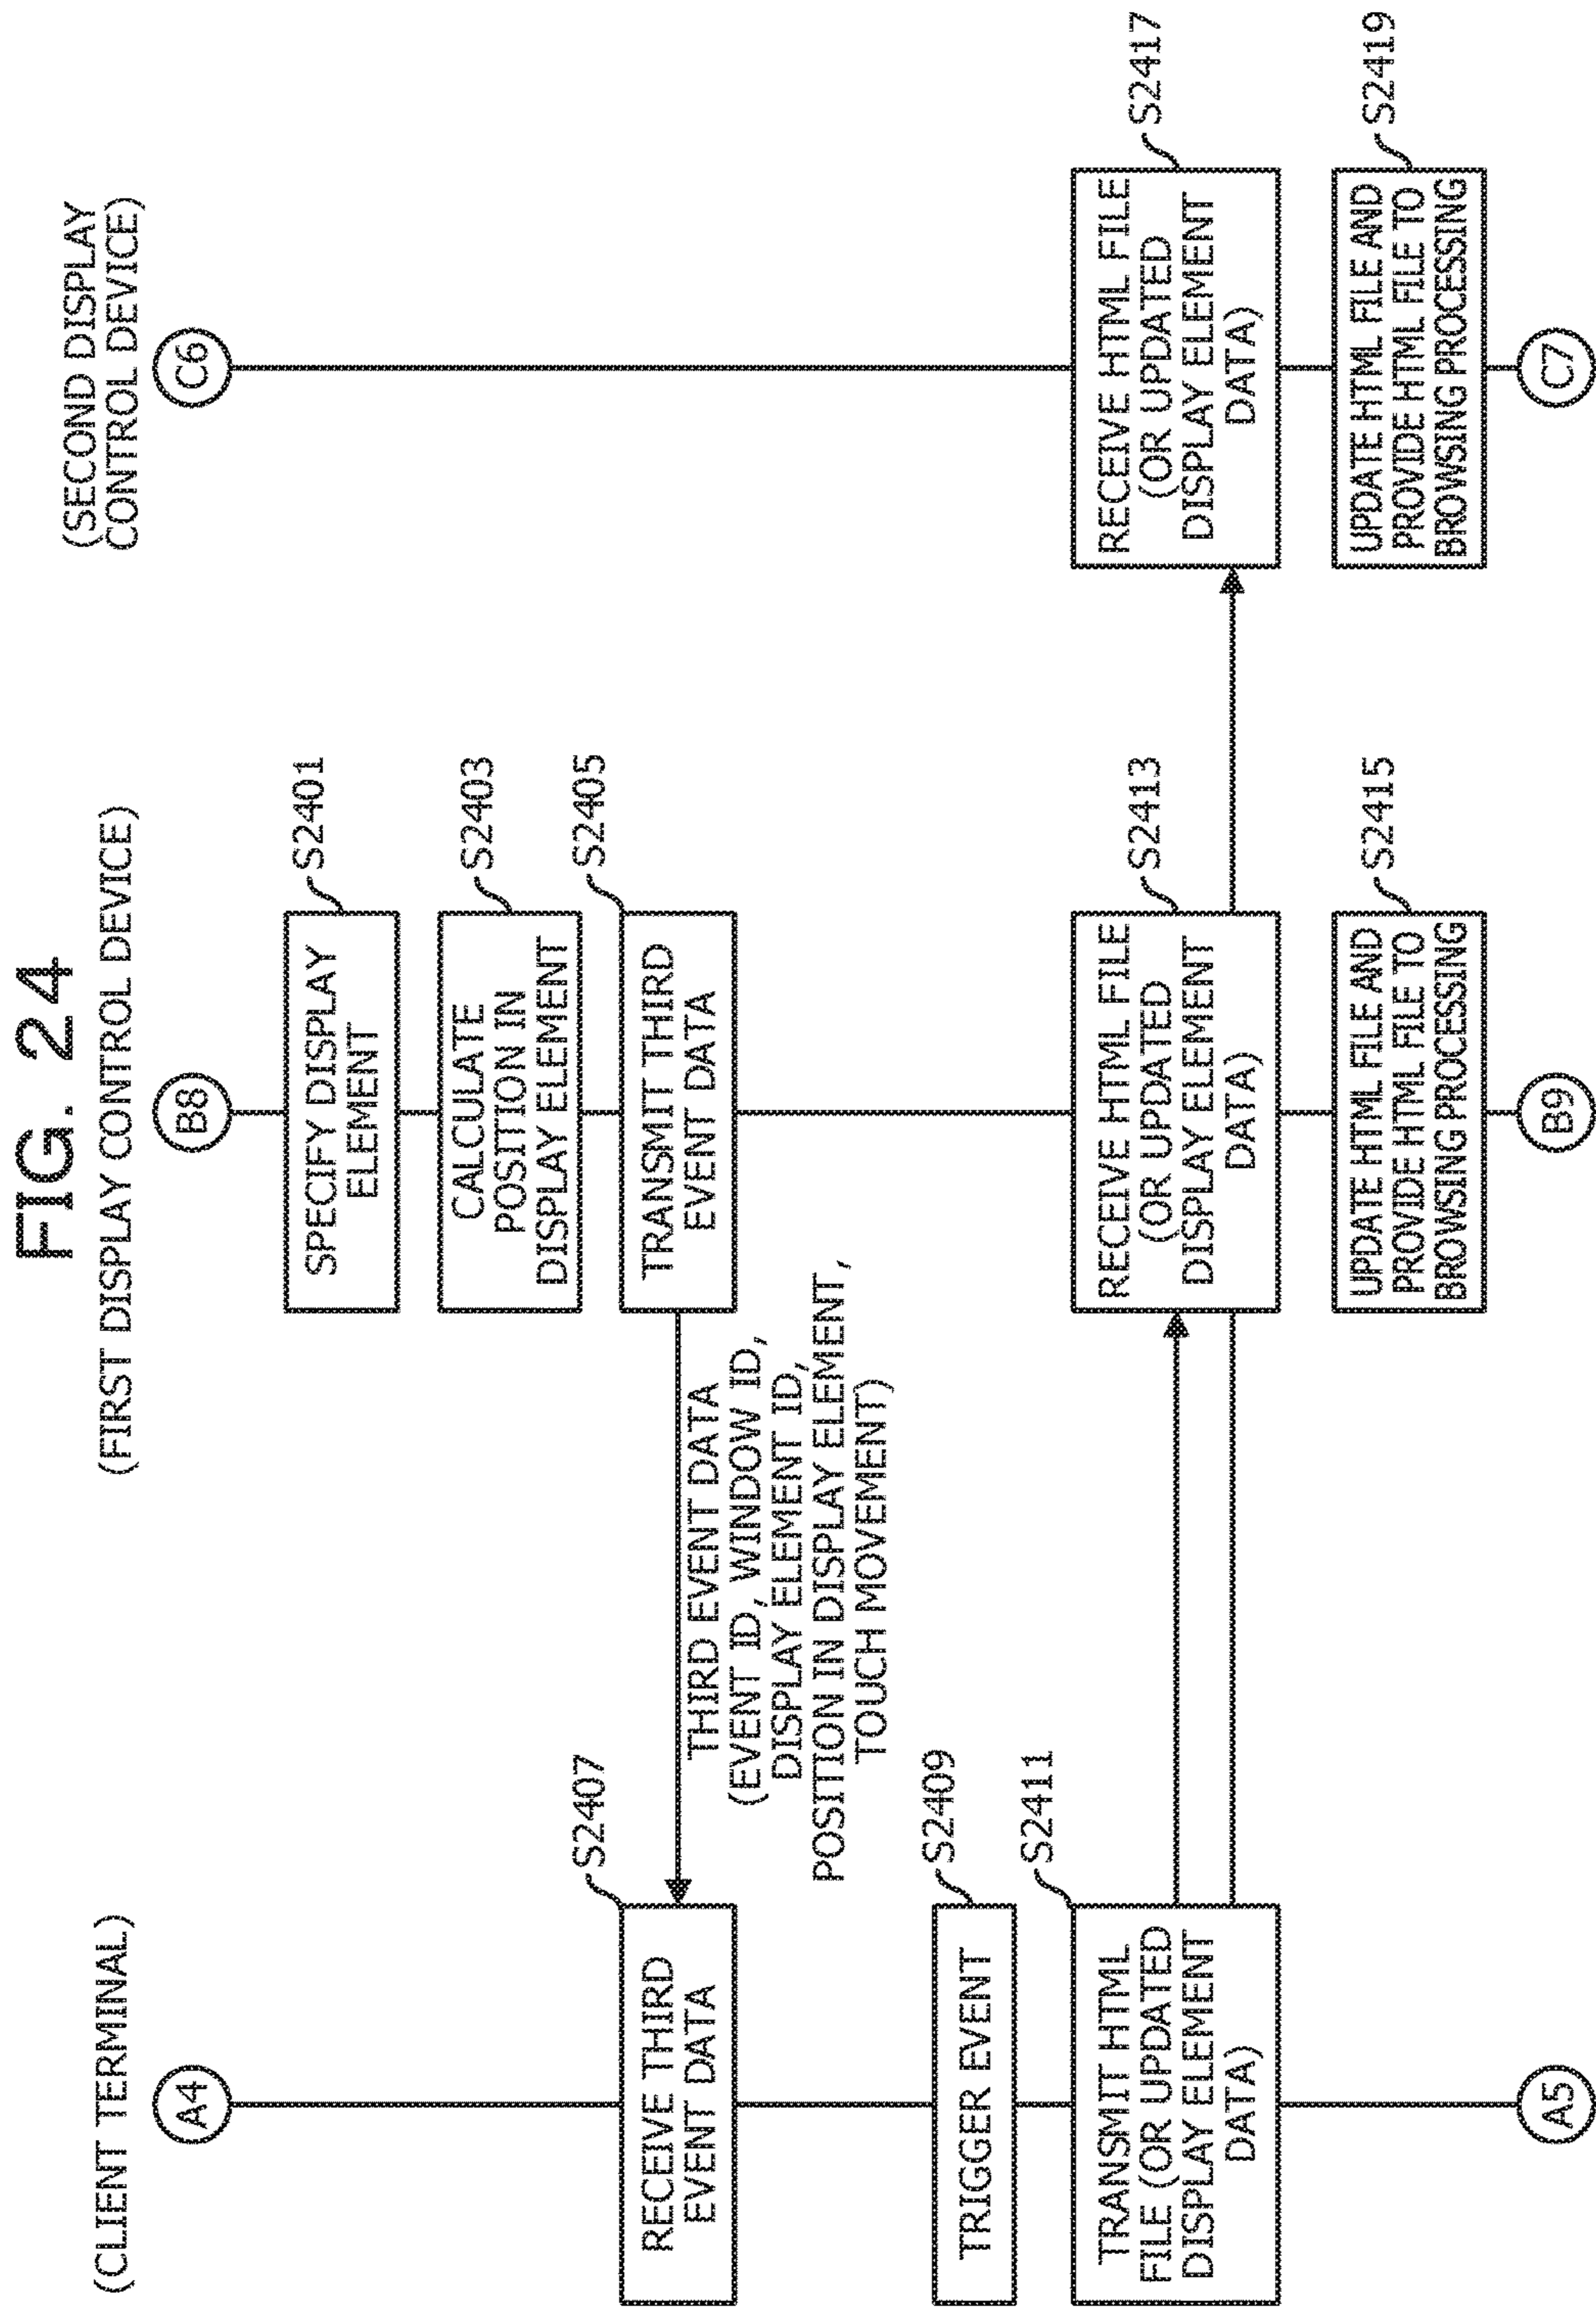 FIG. 24
(CLIENT TERMINAL)
(FIRST DISPLAY CONTROL DEVICE)
(SECOND DISPLAY
CONTROL DEVICE)
A4
B8
C6
S2401
SPECIFY DISPLAY
ELEMENT
S2403
CALCULATE
POSITION IN
DISPLAY ELEMENT
S2405
TRANSMIT THIRD
EVENT DATA
S2407
RECEIVE THIRD
EVENT DATA
THIRD EVENT DATA
(EVENT ID, WINDOW ID,
DISPLAY ELEMENT ID,
POSITION IN DISPLAY ELEMENT,
TOUCH MOVEMENT)
S2409
TRIGGER EVENT
S2411
TRANSMIT HTML
FILE (OR UPDATED
DISPLAY ELEMENT
DATA)
S2413
RECEIVE HTML FILE
(OR UPDATED
DISPLAY ELEMENT
DATA)
S2417
RECEIVE HTML FILE
(OR UPDATED
DISPLAY ELEMENT
DATA)
S2415
UPDATE HTML FILE AND
PROVIDE HTML FILE TO
BROWSING PROCESSING
S2419
UPDATE HTML FILE AND
PROVIDE HTML FILE TO
BROWSING PROCESSING
A5
B9
C7